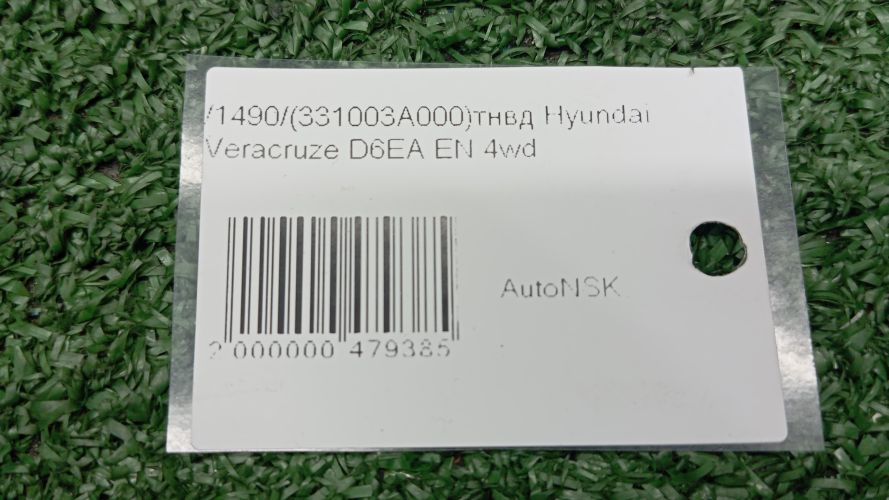 /1490/(331003A000)тнвд Hyundai
Veracruze D6EA EN 4wd
AutoNSK
2 000000 479385